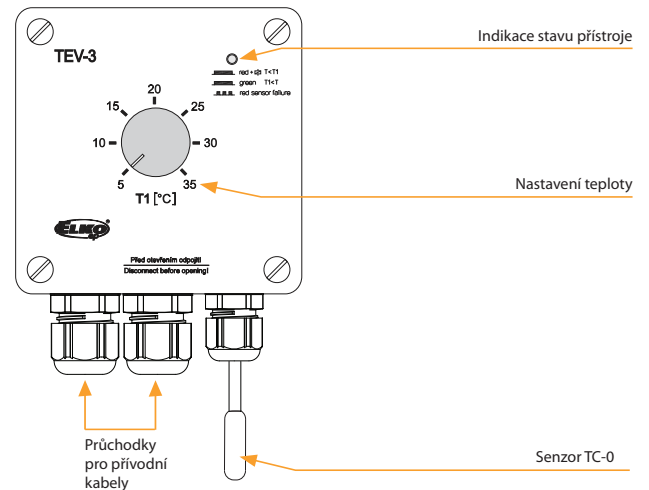 Indikace stavu přístroje
TEV-3
red + T<T1
green T1<T
red sensor failure
20
15 25
10 30
5 35
T1 [°C]
Nastavení teploty
ELKO
ep
Před otevřením odpojit!
Disconnect before opening!
Průchodky
pro přívodní
kabely
Senzor TC-0